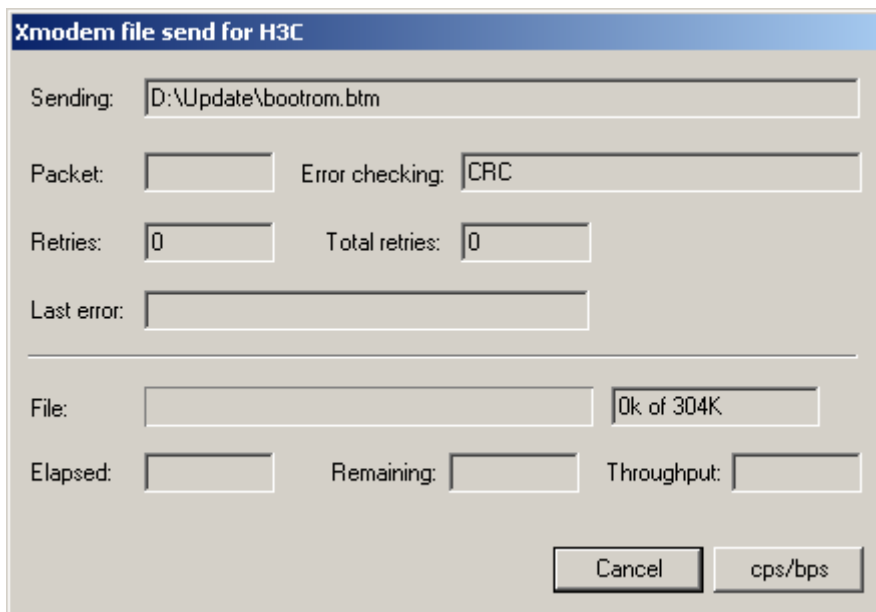 Xmodem file send for H3C
Sending: D:\Update\bootrom.btm
Packet: Error checking: CRC
Retries: 0 Total retries: 0
Last error:
File: 0k of 304K
Elapsed: Remaining: Throughput:
Cancel cps/bps